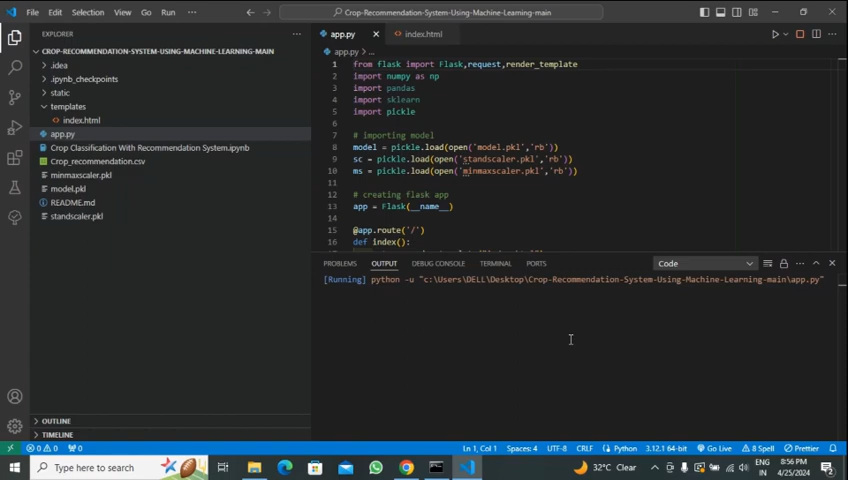 File Edit Selection View Go Run ...
Crop-Recommendation-System-Using-Machine-Learning-main
EXPLORER
CROP-RECOMMENDATION-SYSTEM-USING-MACHINE-LEARNING-MAIN
.idea
.ipynb_checkpoints
static
templates
index.html
app.py
Crop Classification With Recommendation System.ipynb
Crop_recommendation.csv
minmaxscaler.pkl
model.pkl
README.md
standscaler.pkl
OUTLINE
TIMELINE
app.py
index.html
app.py > ...
1 from flask import Flask,request,render_template
2 import numpy as np
3 import pandas
4 import sklearn
5 import pickle
6
7 # importing model
8 model = pickle.load(open('model.pkl','rb'))
9 sc = pickle.load(open('standscaler.pkl','rb'))
10 ms = pickle.load(open('minmaxscaler.pkl','rb'))
11
12 # creating flask app
13 app = Flask(__name__)
14
15 @app.route('/')
16 def index():
PROBLEMS OUTPUT DEBUG CONSOLE TERMINAL PORTS
Code
[Running] python -u "c:\Users\DELL\Desktop\Crop-Recommendation-System-Using-Machine-Learning-main\app.py"
0 0 0 Ln 1, Col 1 Spaces: 4 UTF-8 CRLF Python 3.12.1 64-bit Go Live 8 Spell Prettier
Type here to search
32°C Clear
ENG
IN
8:56 PM
4/25/2024
2